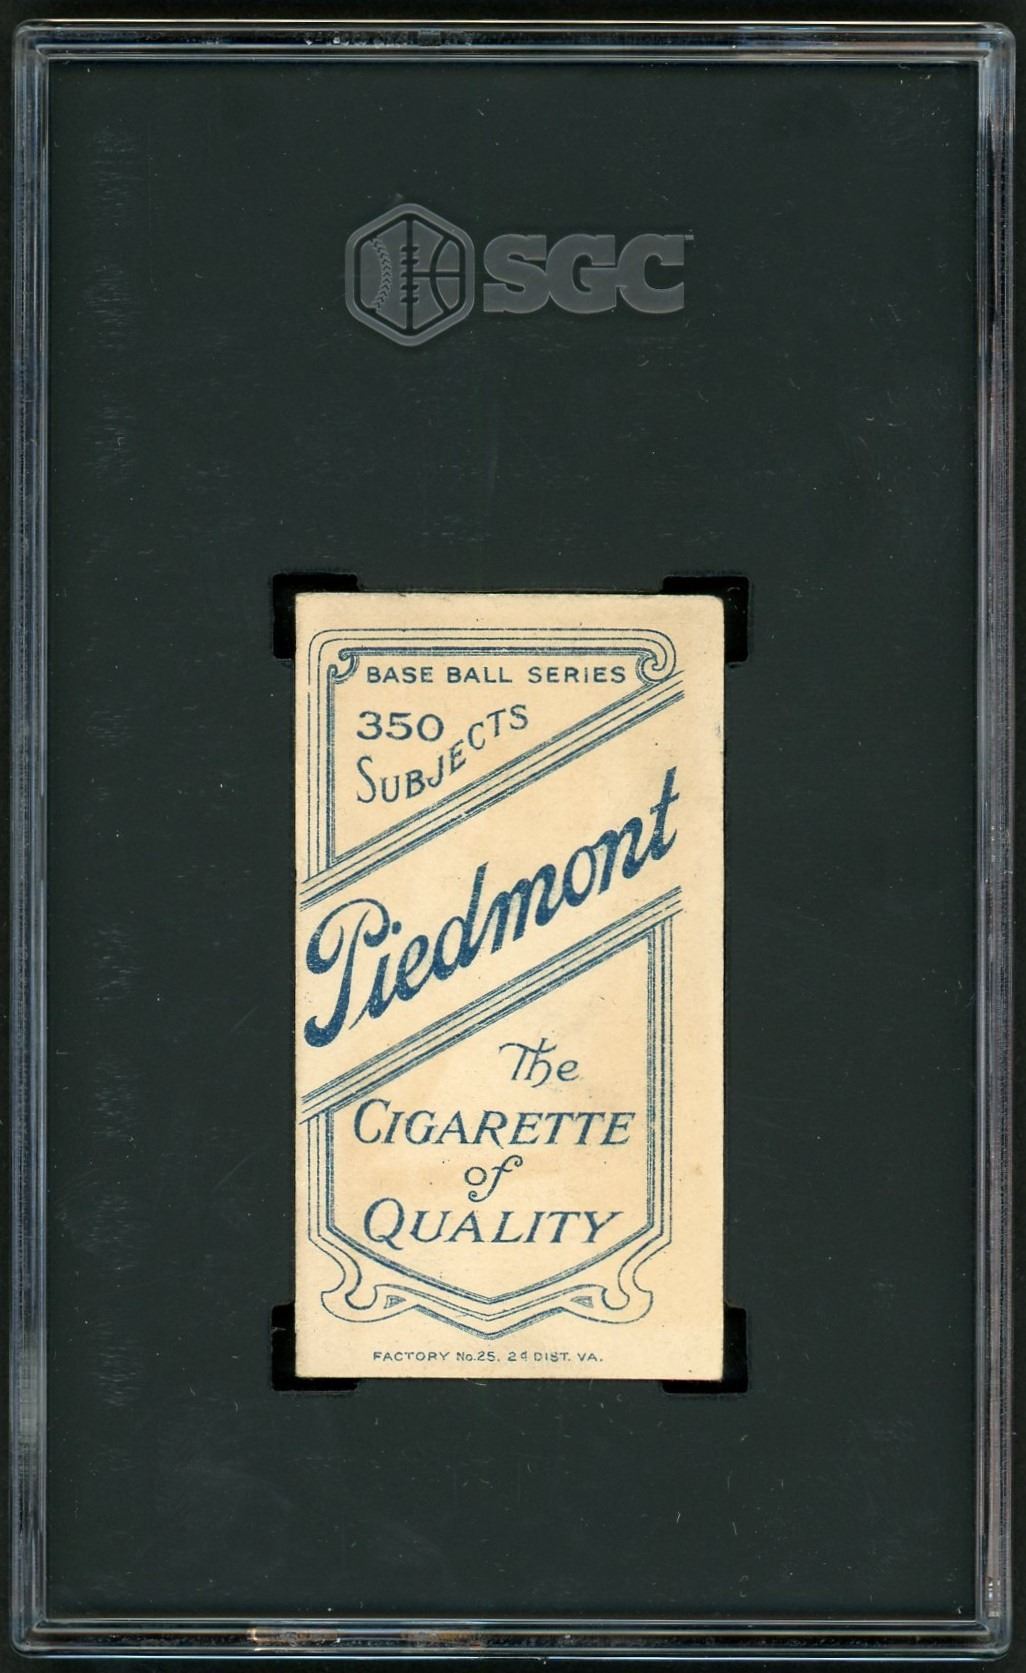 SGC
BASE BALL SERIES
350
SUBJECTS
Piedmont
The
CIGARETTE
of
QUALITY
FACTORY No.25. 2d DIST. VA.